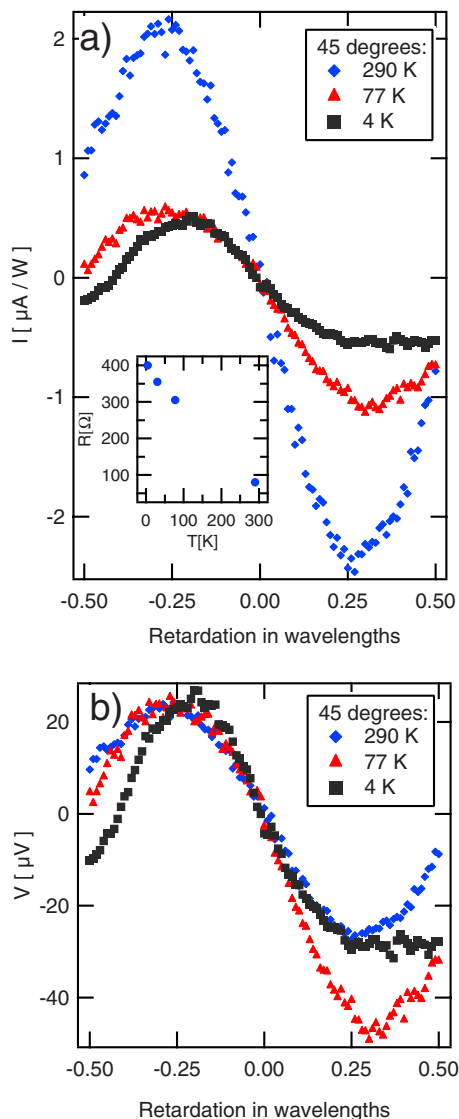 a)
45 degrees:
290 K
77 K
4 K
I [ µA / W ]
2
1
0
-1
-2
R[Ω]
400
300
200
100
0
100
200
300
T[K]
-0.50
-0.25
0.00
0.25
0.50
Retardation in wavelengths
b)
45 degrees:
290 K
77 K
4 K
V [ µV ]
20
0
-20
-40
-0.50
-0.25
0.00
0.25
0.50
Retardation in wavelengths